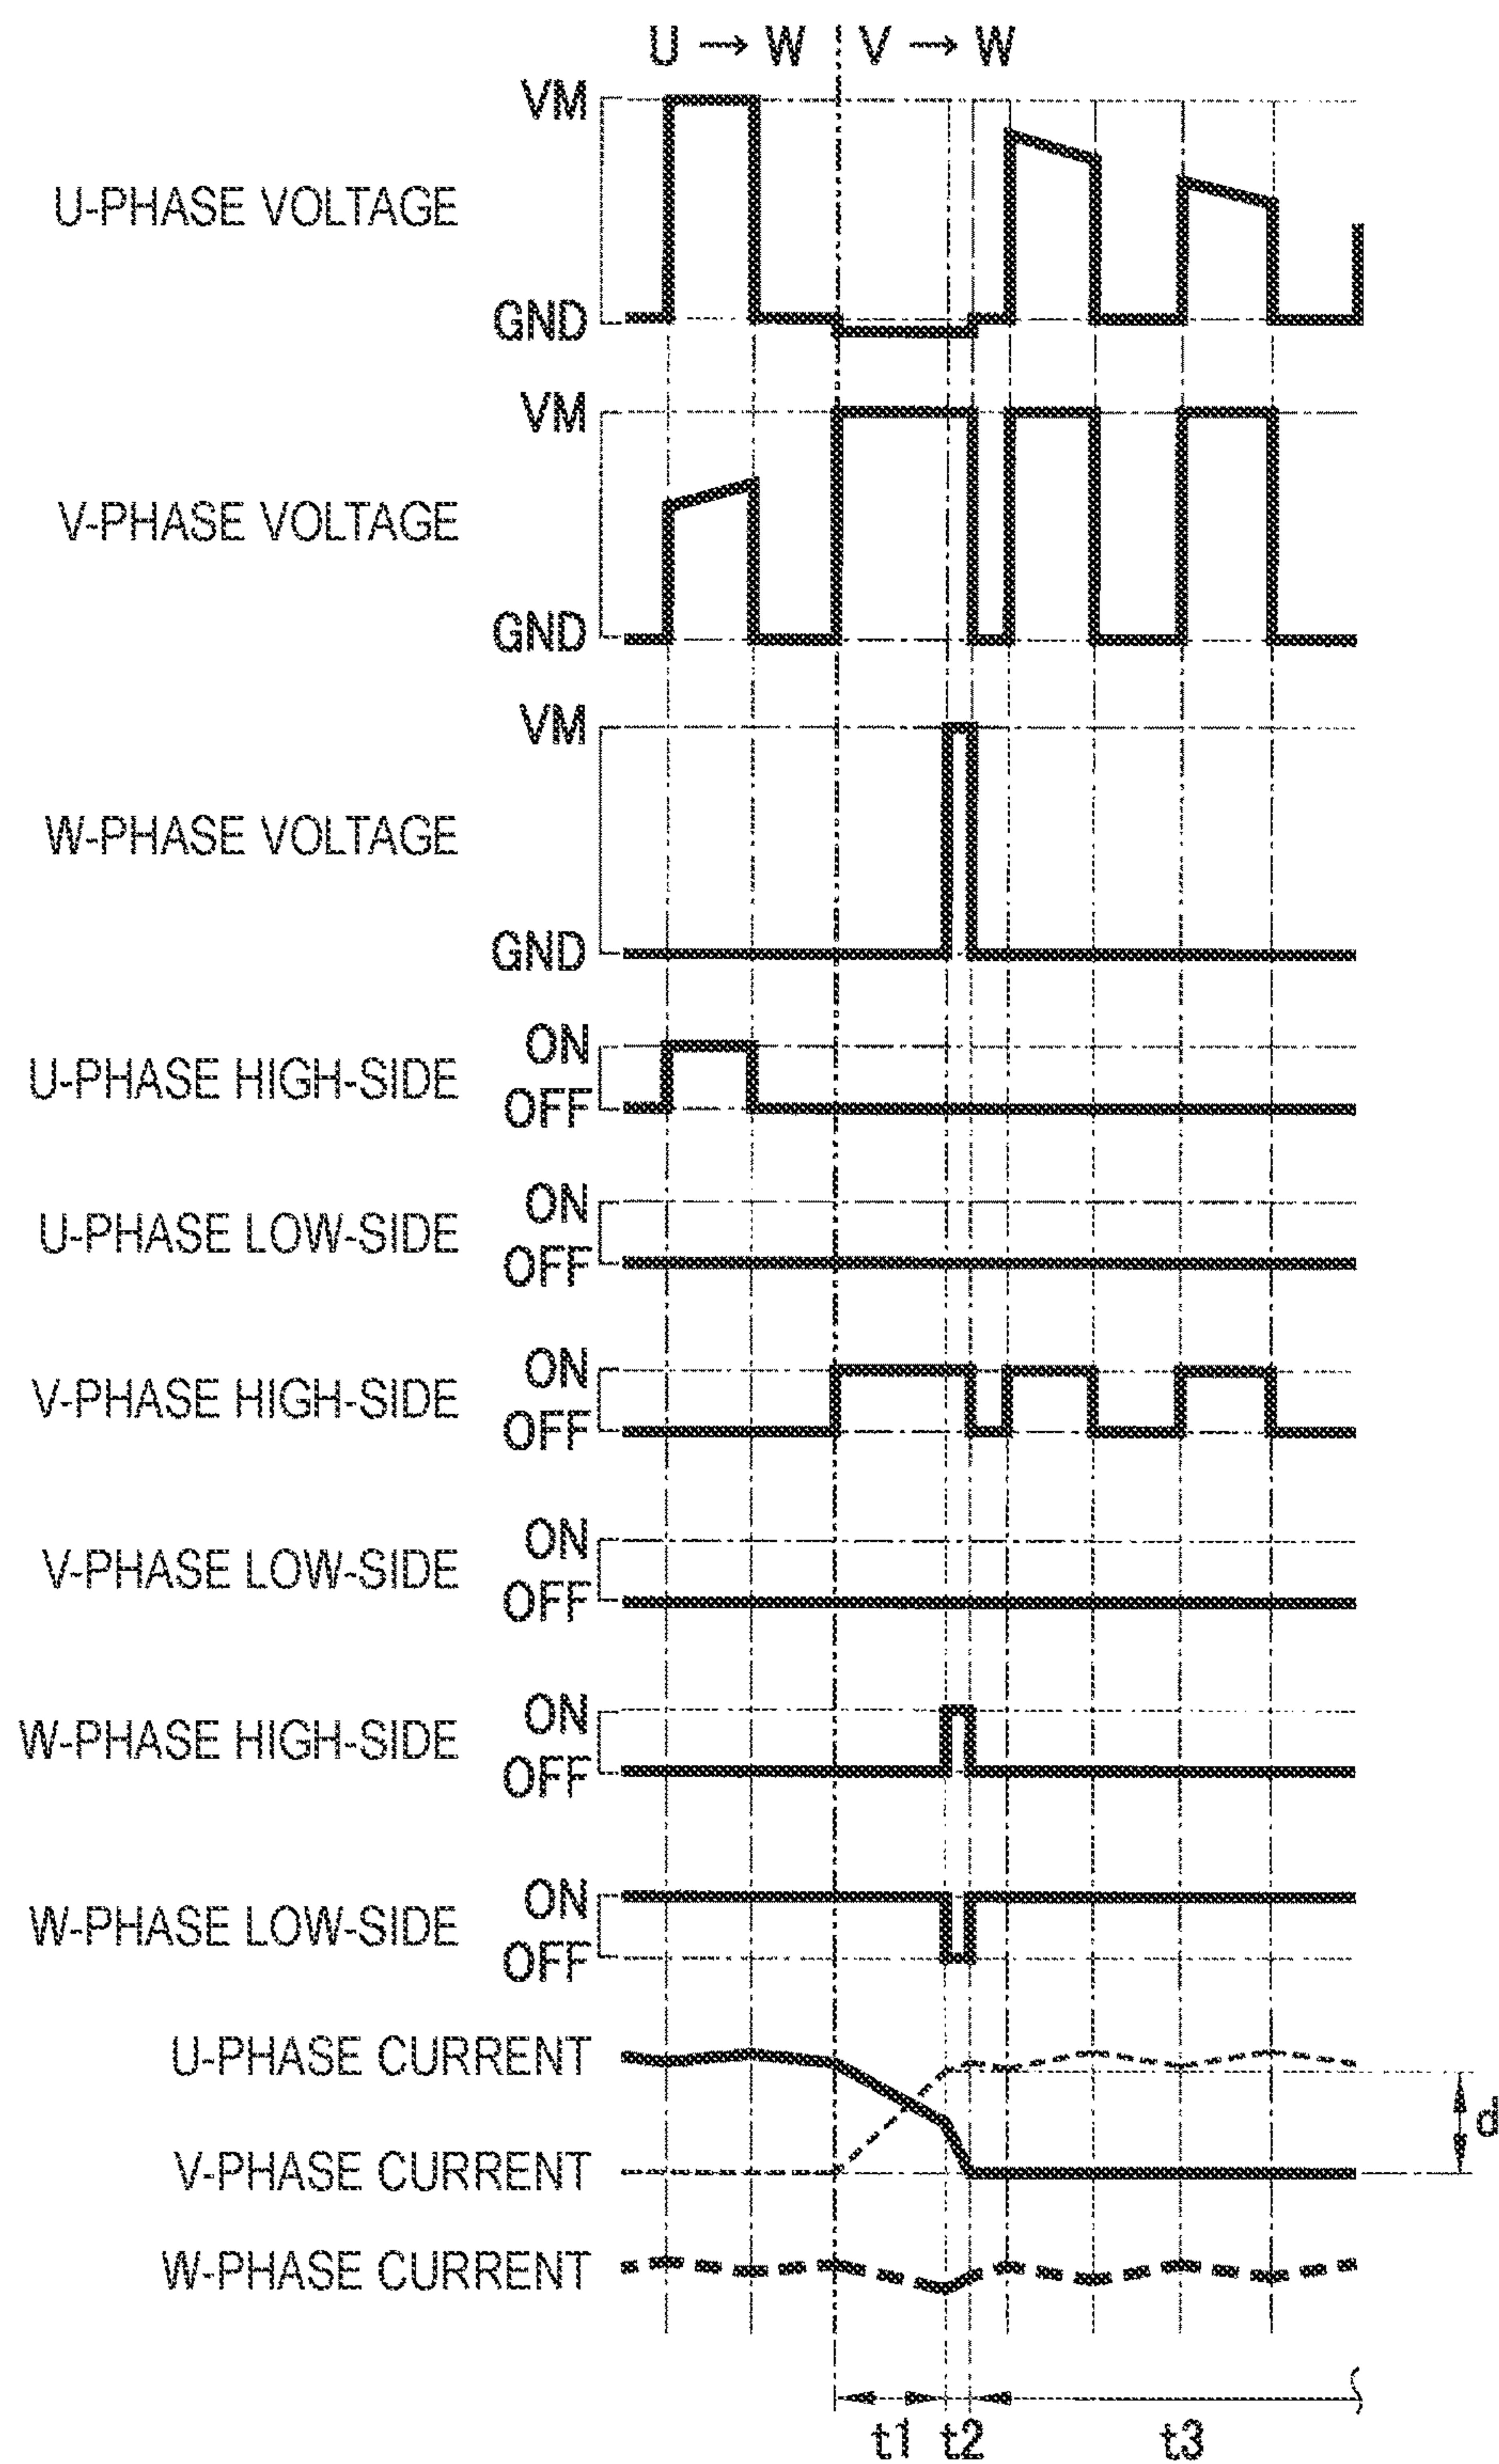 U → W V → W
VM
U-PHASE VOLTAGE
GND
VM
V-PHASE VOLTAGE
GND
VM
W-PHASE VOLTAGE
GND
ON
U-PHASE HIGH-SIDE
OFF
ON
U-PHASE LOW-SIDE
OFF
ON
V-PHASE HIGH-SIDE
OFF
ON
V-PHASE LOW-SIDE
OFF
ON
W-PHASE HIGH-SIDE
OFF
ON
W-PHASE LOW-SIDE
OFF
U-PHASE CURRENT
d
V-PHASE CURRENT
W-PHASE CURRENT
t1 t2 t3